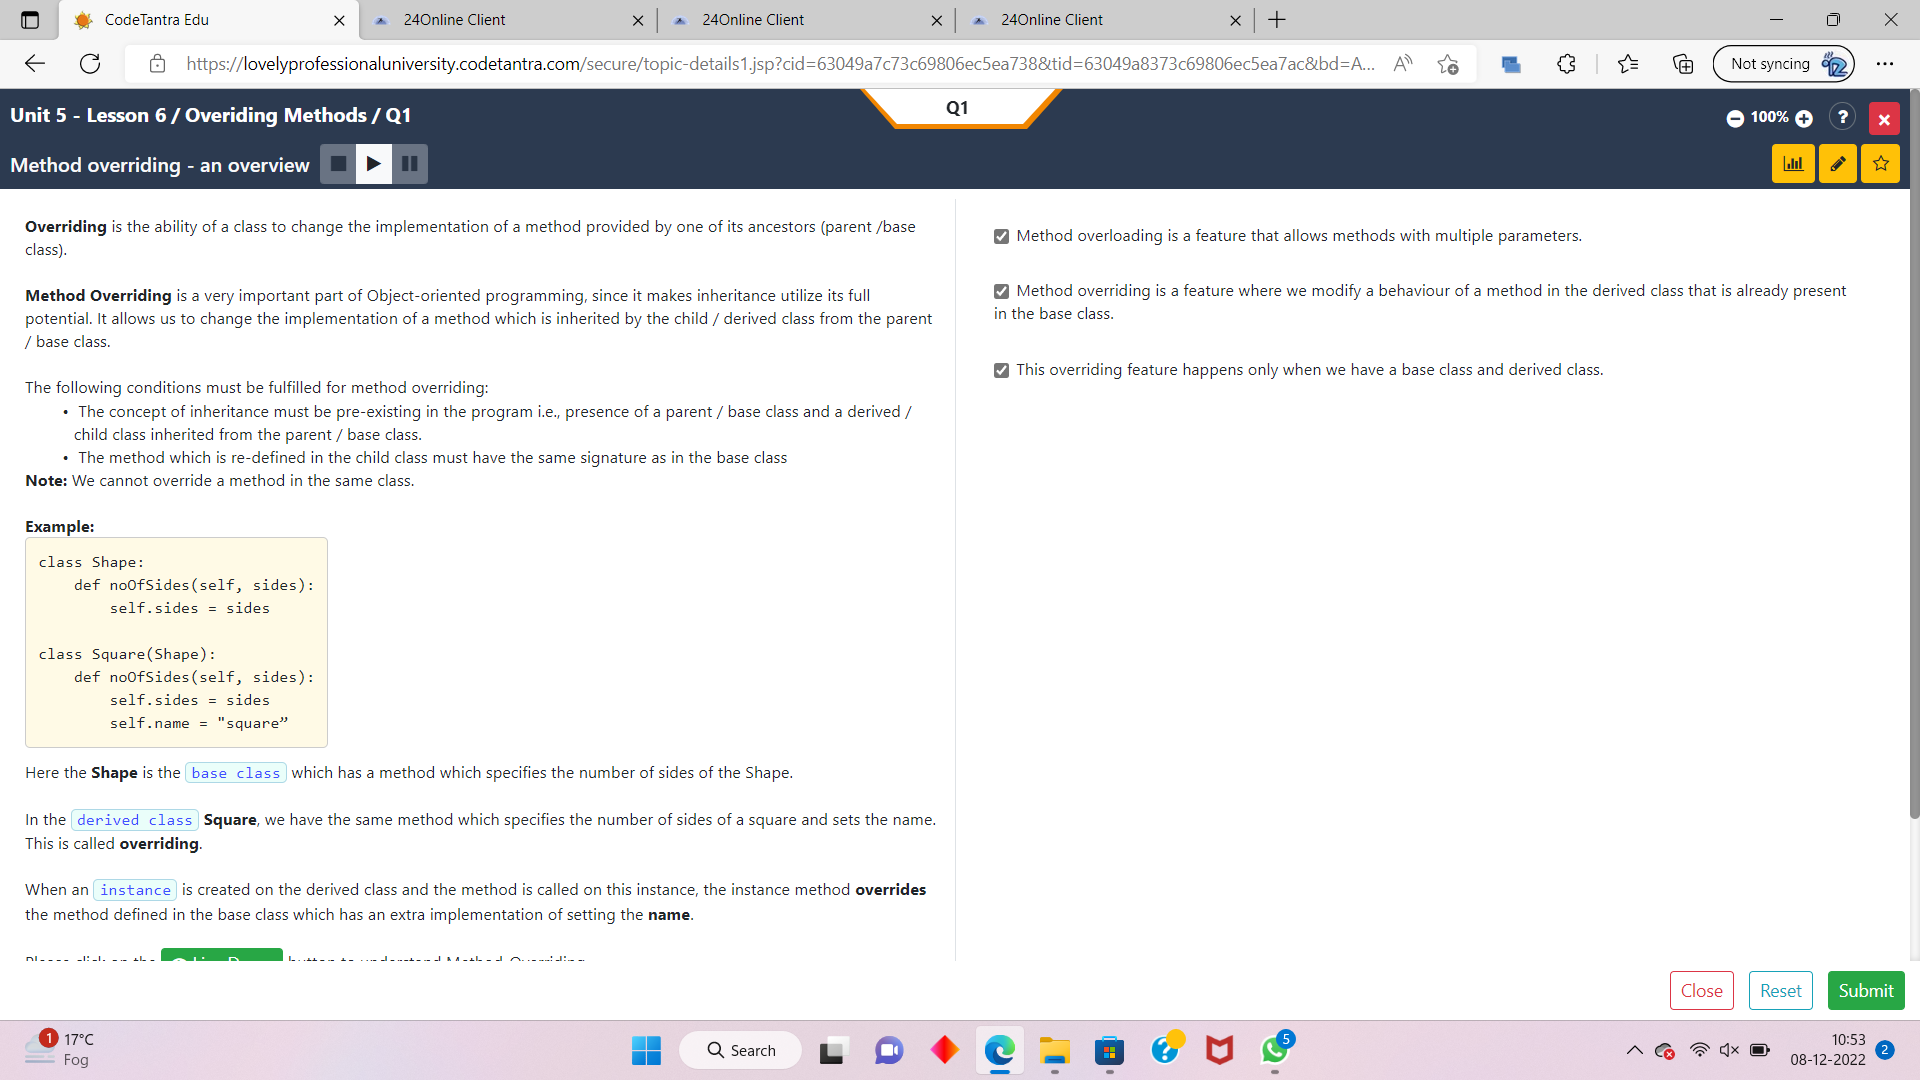 CodeTantra Edu
24Online Client
24Online Client
24Online Client
https://lovelyprofessionaluniversity.codetantra.com/secure/topic-details1.jsp?cid=63049a7c73c69806ec5ea738&tid=63049a8373c69806ec5ea7ac&bd=A...
Not syncing
Unit 5 - Lesson 6 / Overiding Methods / Q1
Q1
100%
?
Method overriding - an overview
Overriding is the ability of a class to change the implementation of a method provided by one of its ancestors (parent /base
class).
Method Overriding is a very important part of Object-oriented programming, since it makes inheritance utilize its full
potential. It allows us to change the implementation of a method which is inherited by the child / derived class from the parent
/ base class.
The following conditions must be fulfilled for method overriding:
• The concept of inheritance must be pre-existing in the program i.e., presence of a parent / base class and a derived /
child class inherited from the parent / base class.
• The method which is re-defined in the child class must have the same signature as in the base class
Note: We cannot override a method in the same class.
Example:
class Shape:
    def noOfSides(self, sides):
        self.sides = sides
class Square(Shape):
    def noOfSides(self, sides):
        self.sides = sides
        self.name = "square”
Here the Shape is the base class which has a method which specifies the number of sides of the Shape.
In the derived class Square, we have the same method which specifies the number of sides of a square and sets the name.
This is called overriding.
When an instance is created on the derived class and the method is called on this instance, the instance method overrides
the method defined in the base class which has an extra implementation of setting the name.
Please click on the Live Demo button to understand Method Overriding
Method overloading is a feature that allows methods with multiple parameters.
Method overriding is a feature where we modify a behaviour of a method in the derived class that is already present
in the base class.
This overriding feature happens only when we have a base class and derived class.
Close
Reset
Submit
1
17°C
Fog
Search
5
10:53
08-12-2022
2